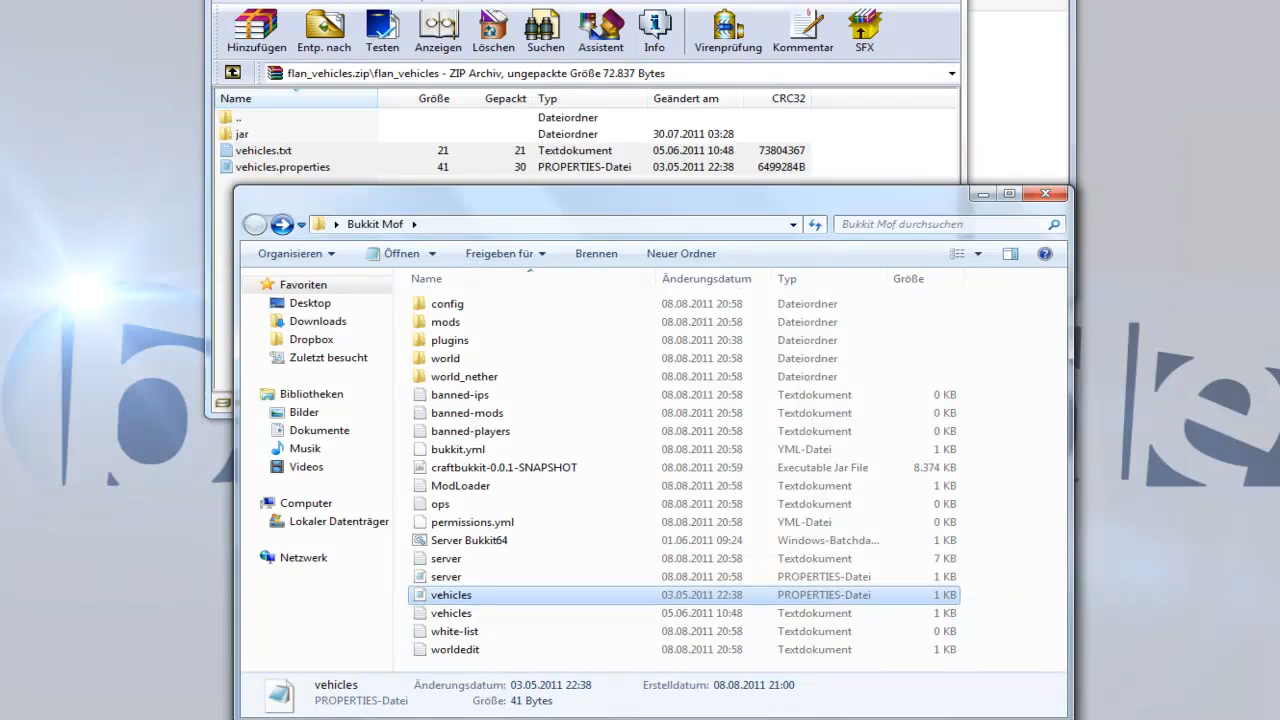 Hinzufügen Entp. nach Testen Anzeigen Löschen Suchen Assistent Info Virenprüfung Kommentar SFX
flan_vehicles.zip\flan_vehicles - ZIP Archiv, ungepackte Größe 72.837 Bytes
Name Größe Gepackt Typ Geändert am CRC32
.. Dateiordner
jar Dateiordner 30.07.2011 03:28
vehicles.txt 21 21 Textdokument 05.06.2011 10:48 73804367
vehicles.properties 41 30 PROPERTIES-Datei 03.05.2011 22:38 6499284B
Bukkit Mof Bukkit Mof durchsuchen
Organisieren Öffnen Freigeben für Brennen Neuer Ordner
Name Änderungsdatum Typ Größe
Favoriten
Desktop
Downloads
Dropbox
Zuletzt besucht
Bibliotheken
Bilder
Dokumente
Musik
Videos
Computer
Lokaler Datenträger
Netzwerk
config 08.08.2011 20:58 Dateiordner
mods 08.08.2011 20:58 Dateiordner
plugins 08.08.2011 20:38 Dateiordner
world 08.08.2011 20:58 Dateiordner
world_nether 08.08.2011 20:58 Dateiordner
banned-ips 08.08.2011 20:58 Textdokument 0 KB
banned-mods 08.08.2011 20:58 Textdokument 0 KB
banned-players 08.08.2011 20:58 Textdokument 0 KB
bukkit.yml 08.08.2011 20:58 YML-Datei 1 KB
craftbukkit-0.0.1-SNAPSHOT 08.08.2011 20:59 Executable Jar File 8.374 KB
ModLoader 08.08.2011 20:58 Textdokument 1 KB
ops 08.08.2011 20:58 Textdokument 0 KB
permissions.yml 08.08.2011 20:58 YML-Datei 0 KB
Server Bukkit64 01.06.2011 09:24 Windows-Batchda... 1 KB
server 08.08.2011 20:58 Textdokument 7 KB
server 08.08.2011 20:58 PROPERTIES-Datei 1 KB
vehicles 03.05.2011 22:38 PROPERTIES-Datei 1 KB
vehicles 05.06.2011 10:48 Textdokument 1 KB
white-list 08.08.2011 20:58 Textdokument 0 KB
worldedit 08.08.2011 20:58 Textdokument 1 KB
vehicles Änderungsdatum: 03.05.2011 22:38 Erstelldatum: 08.08.2011 21:00
PROPERTIES-Datei Größe: 41 Bytes